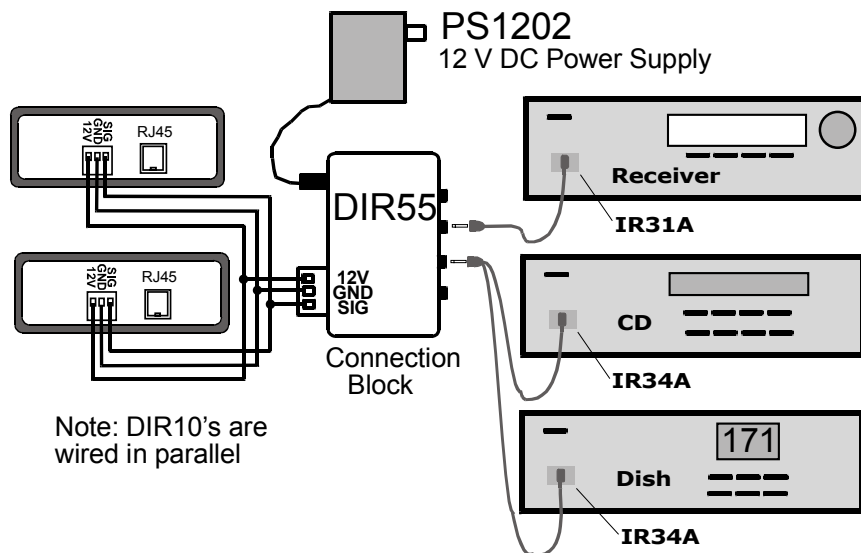 PS1202
12 V DC Power Supply
12V
GND
SIG
RJ45
12V
GND
SIG
RJ45
DIR55
12V
GND
SIG
Connection
Block
Receiver
IR31A
CD
IR34A
171
Dish
IR34A
Note: DIR10's are
wired in parallel